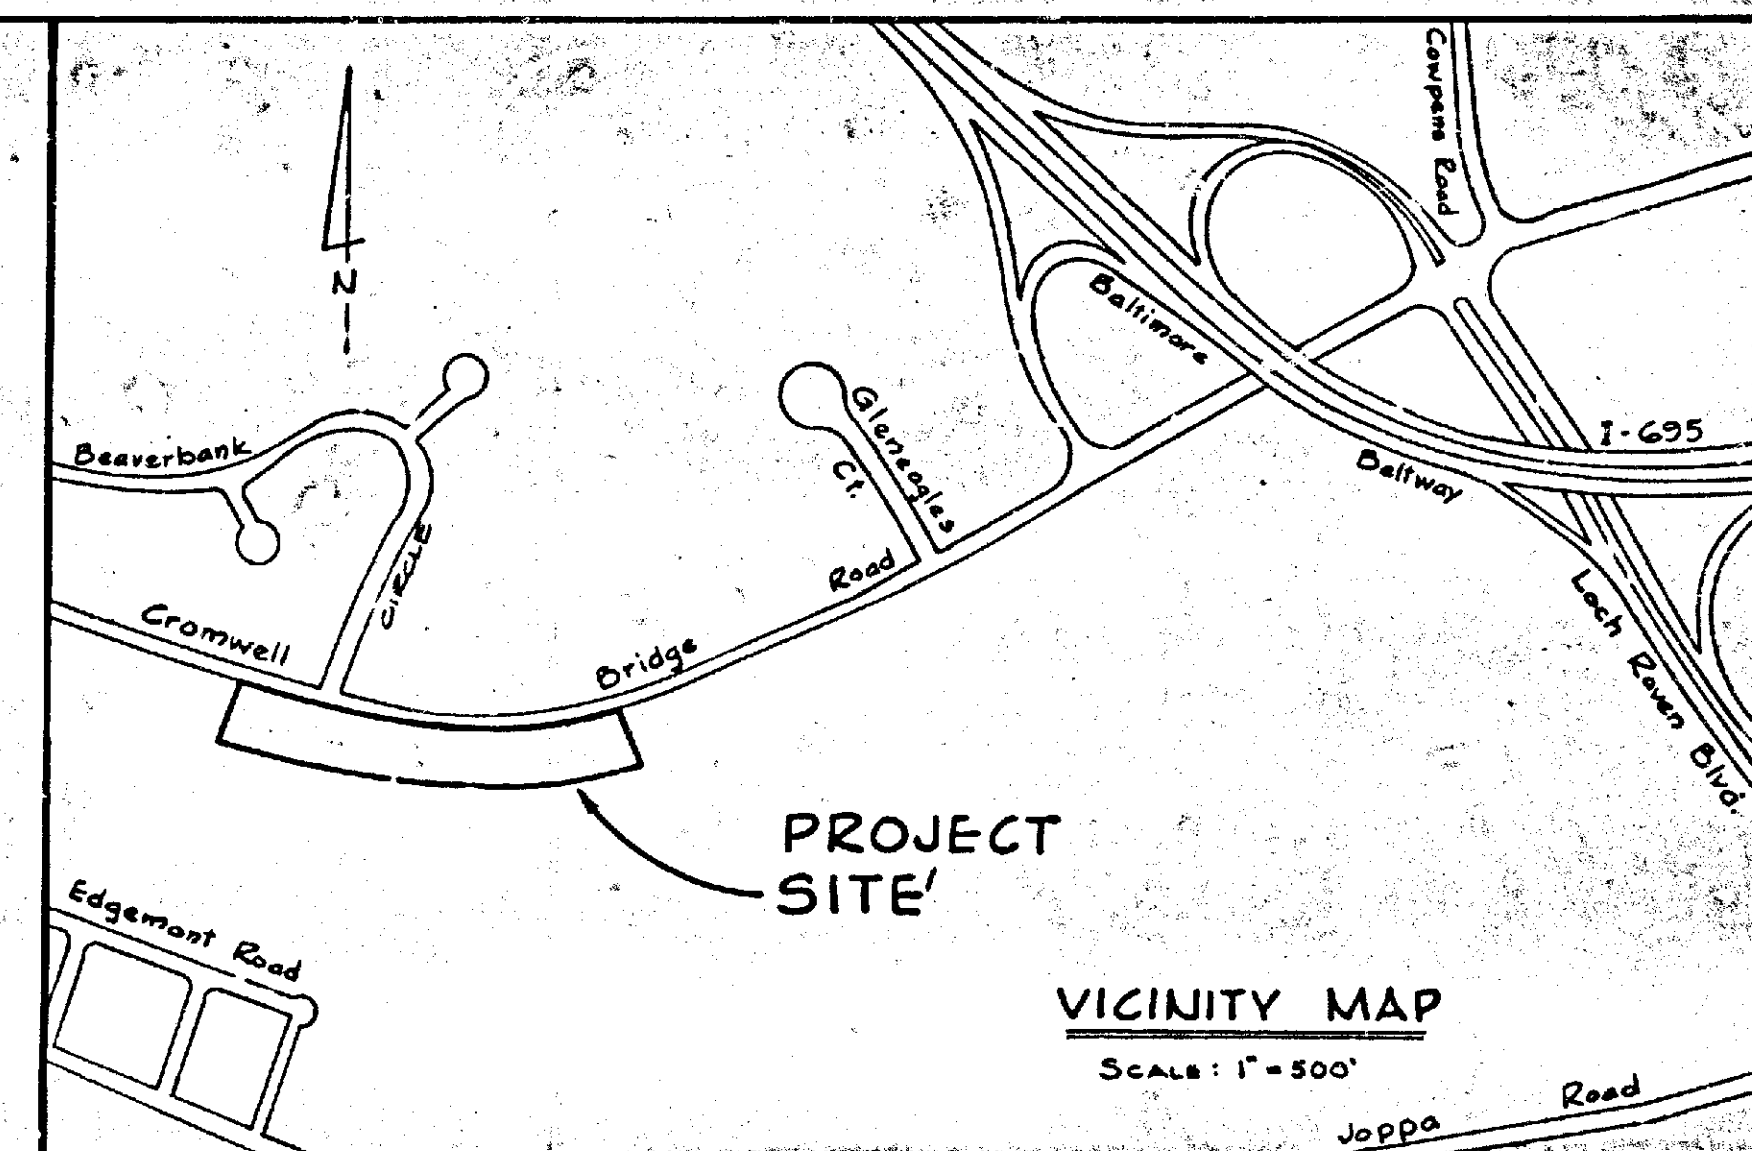 Cowpens Road
N
Baltimore
Gleneagles
Ct.
I-695
Beltway
Beaverbank
CIRCLE
Road
Cromwell
Bridge
Loch Raven Blvd.
PROJECT
SITE
Edgemont Road
VICINITY MAP
SCALE: 1" = 500'
Joppa Road